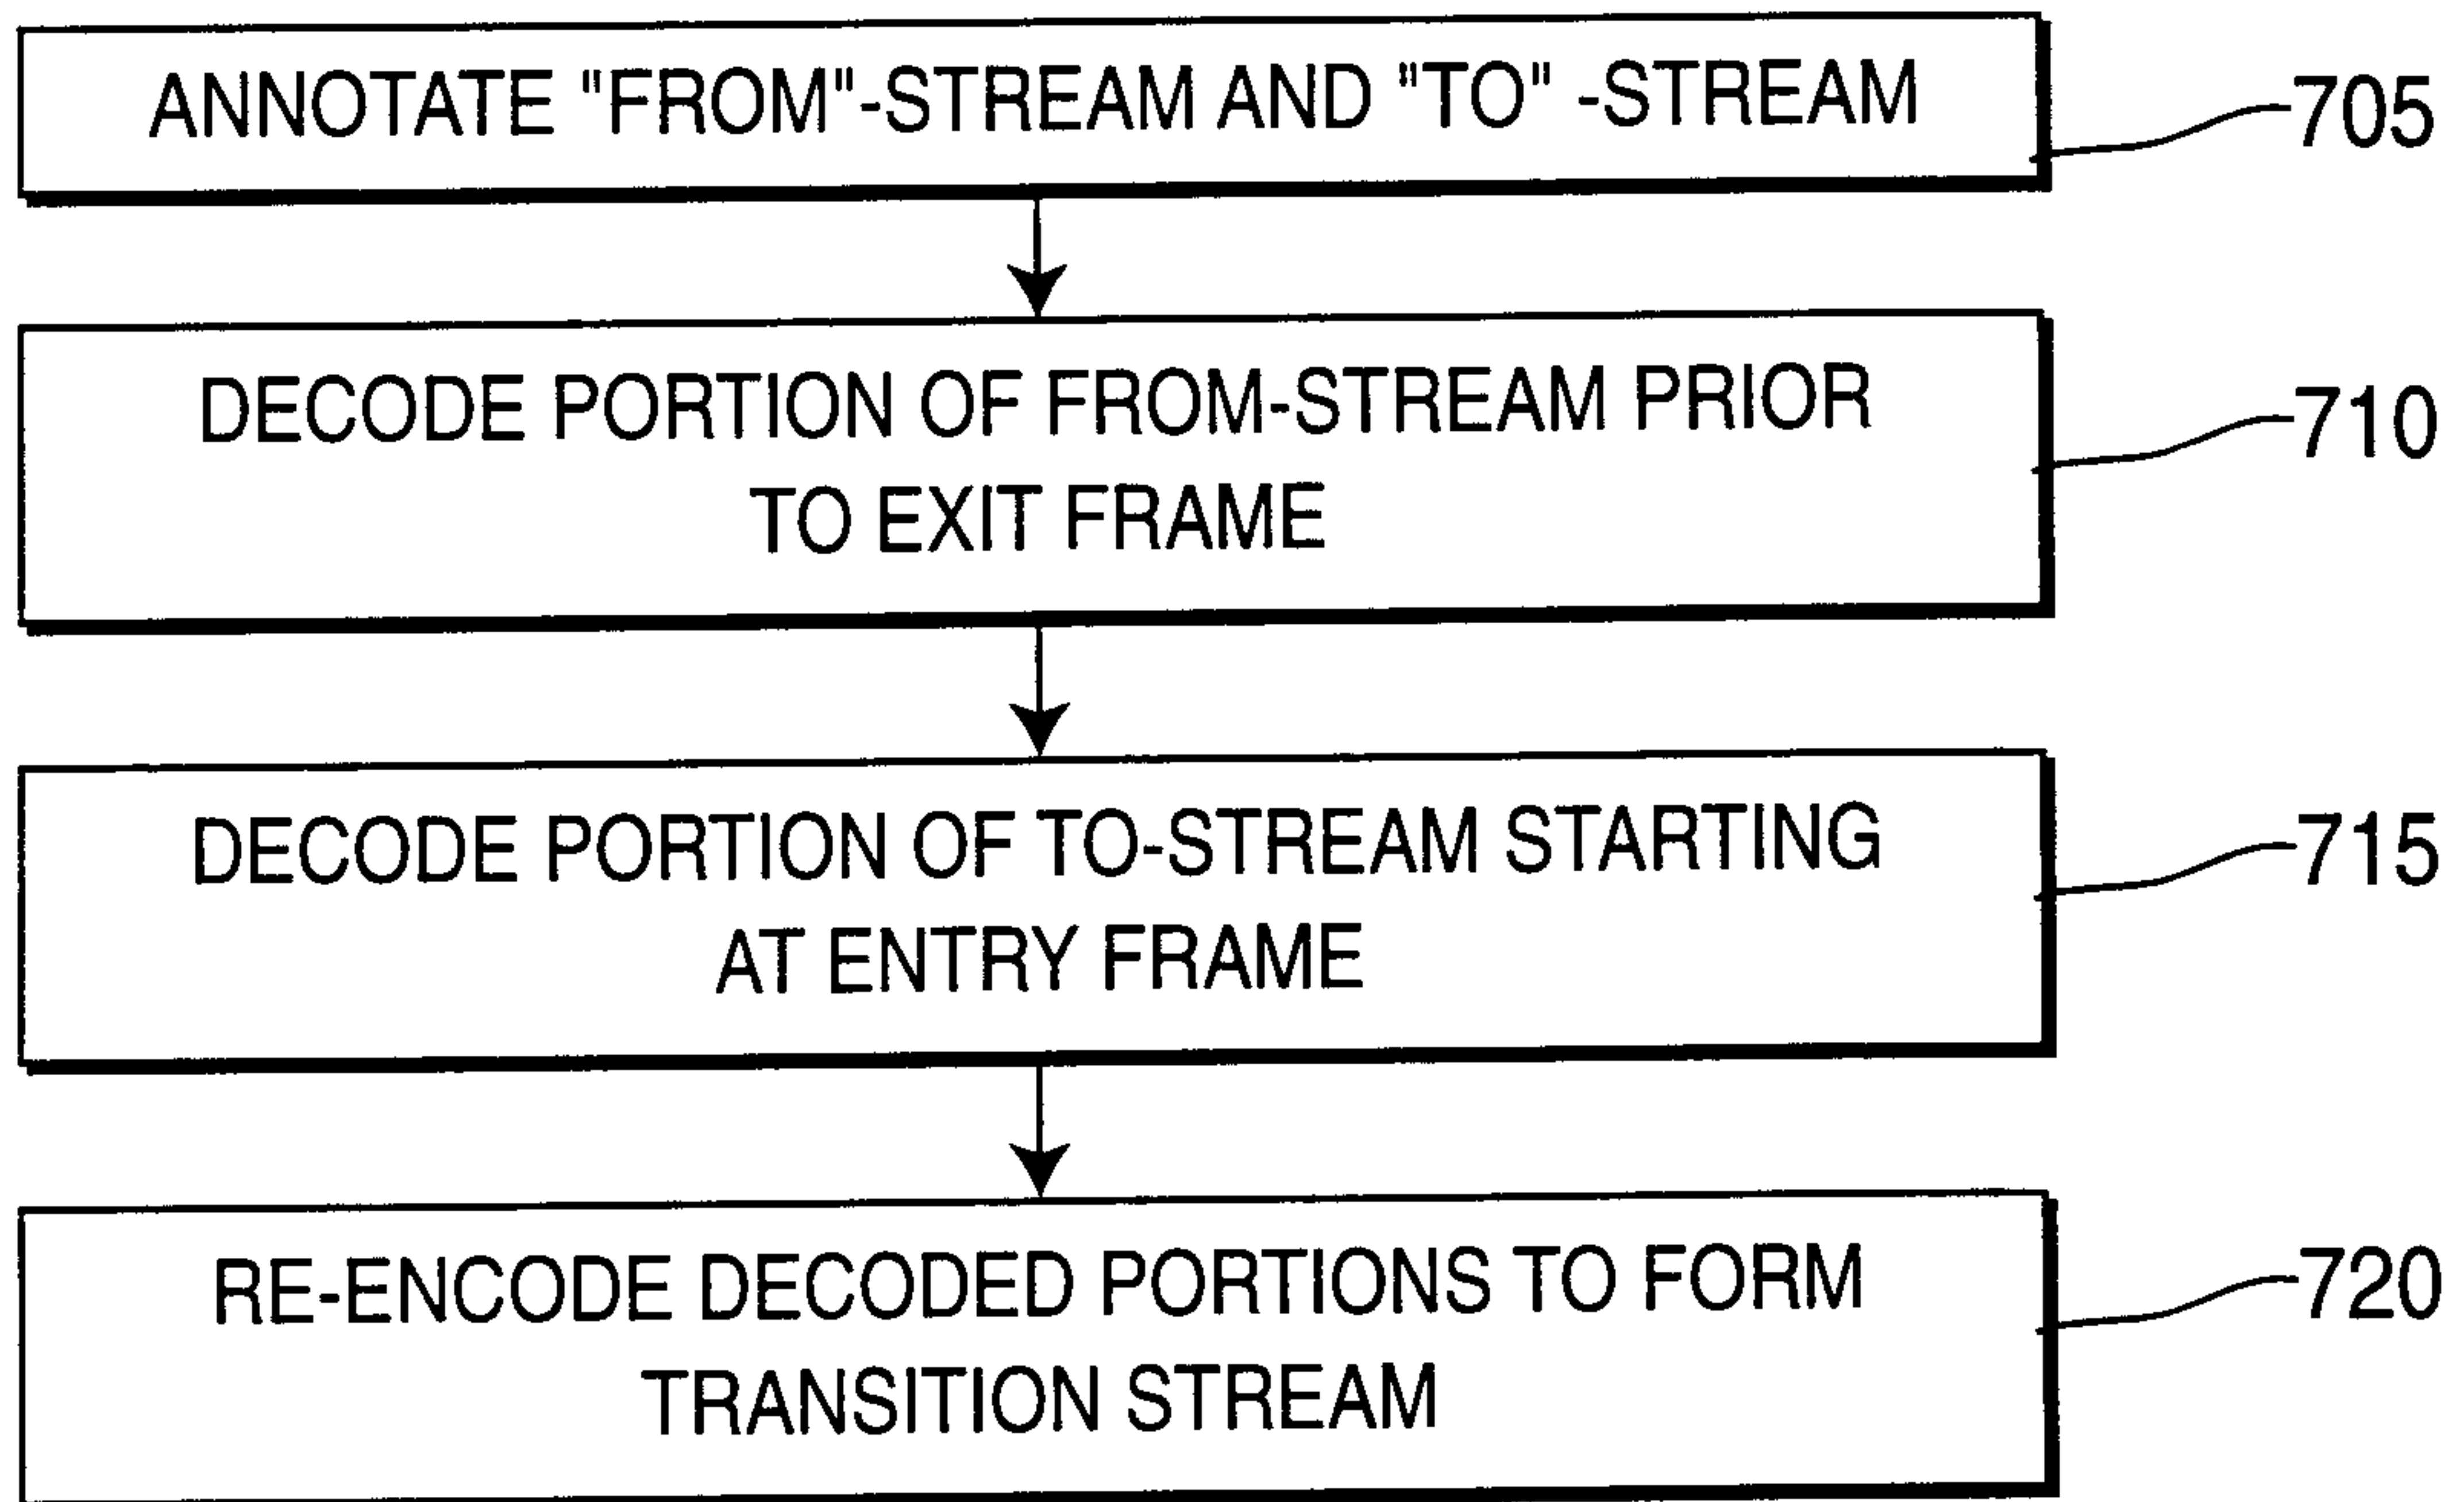 ANNOTATE "FROM"-STREAM AND "TO" -STREAM
705
DECODE PORTION OF FROM-STREAM PRIOR
TO EXIT FRAME
710
DECODE PORTION OF TO-STREAM STARTING
AT ENTRY FRAME
715
RE-ENCODE DECODED PORTIONS TO FORM
TRANSITION STREAM
720